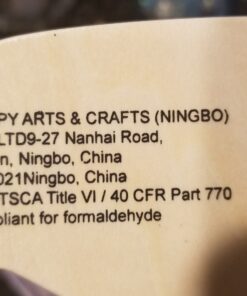 PY ARTS & CRAFTS (NINGBO)
LTD9-27 Nanhai Road,
n, Ningbo, China
021Ningbo, China
TSCA Title VI / 40 CFR Part 770
pliant for formaldehyde